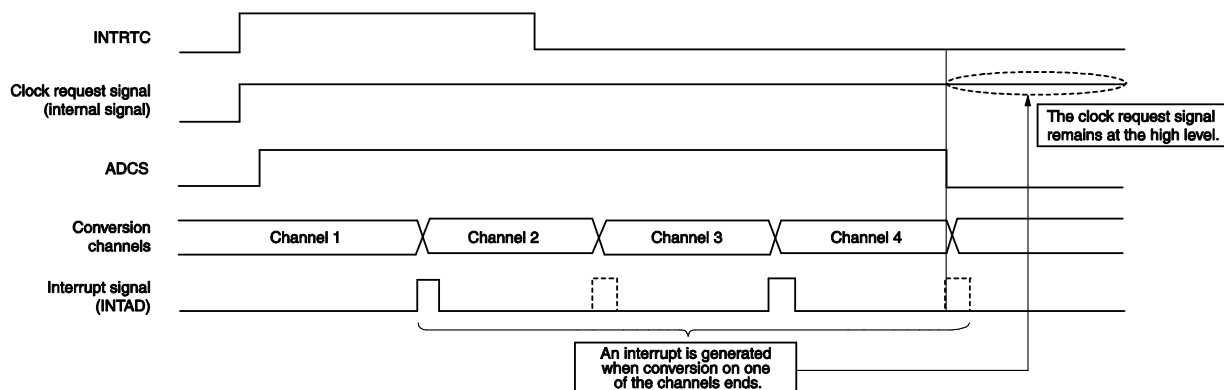 INTRTC
Clock request signal
(internal signal)
The clock request signal
remains at the high level.
ADCS
Conversion
channels
Channel 1
Channel 2
Channel 3
Channel 4
Interrupt signal
(INTAD)
An interrupt is generated
when conversion on one
of the channels ends.